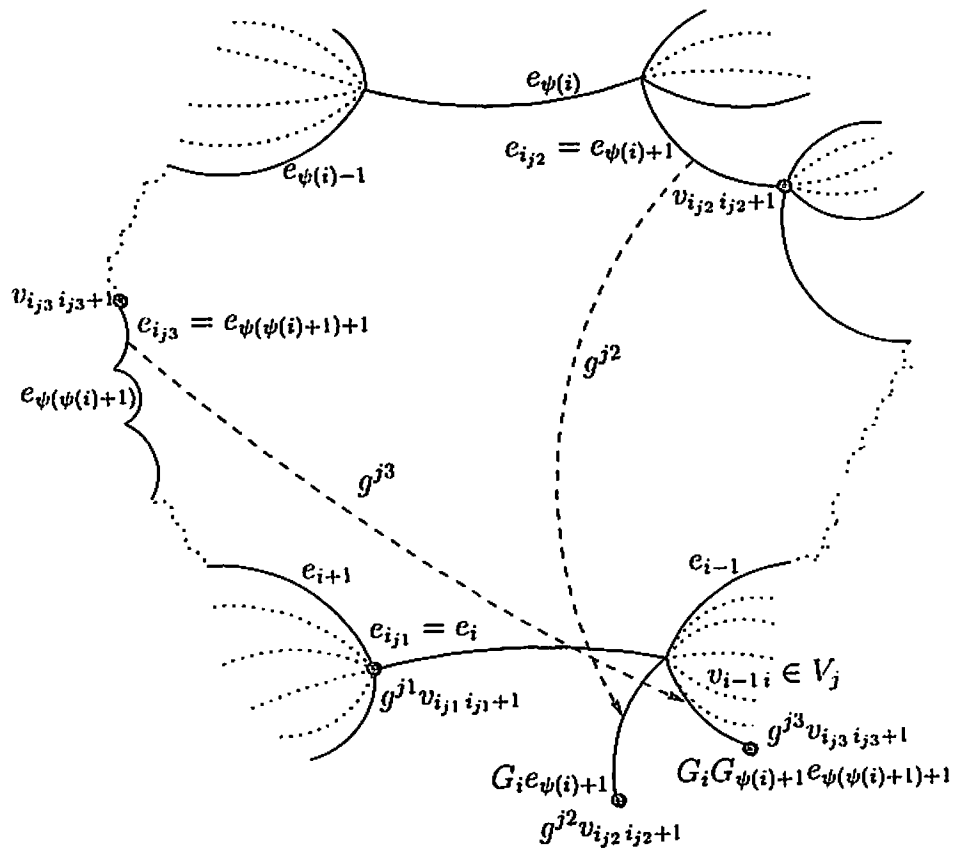 e_{ψ(i)}
e_{i_{j2}} = e_{ψ(i)+1}
e_{ψ(i)-1}
v_{i_{j2} i_{j2}+1}
v_{i_{j3} i_{j3}+1}
e_{i_{j3}} = e_{ψ(ψ(i)+1)+1}
g^{j2}
e_{ψ(ψ(i)+1)}
g^{j3}
e_{i+1}
e_{i-1}
e_{i_{j1}} = e_i
v_{i-1 i} ∈ V_j
g^{j1} v_{i_{j1} i_{j1}+1}
g^{j3} v_{i_{j3} i_{j3}+1}
G_i e_{ψ(i)+1}
G_i G_{ψ(i)+1} e_{ψ(ψ(i)+1)+1}
g^{j2} v_{i_{j2} i_{j2}+1}